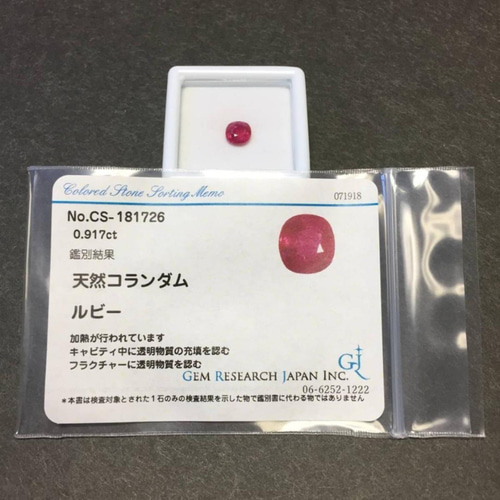 Colored Stone Sorting Memo
071918
No.CS-181726
0.917ct
鑑別結果
天然コランダム
ルビー
加熱が行われています
キャビティ中に透明物質の充填を認む
フラクチャーに透明物質を認む
GJ
GEM RESEARCH JAPAN INC.
06-6252-1222
*本書は検査対象とされた1石のみの検査結果を示した物で鑑別書に代わる物ではありません